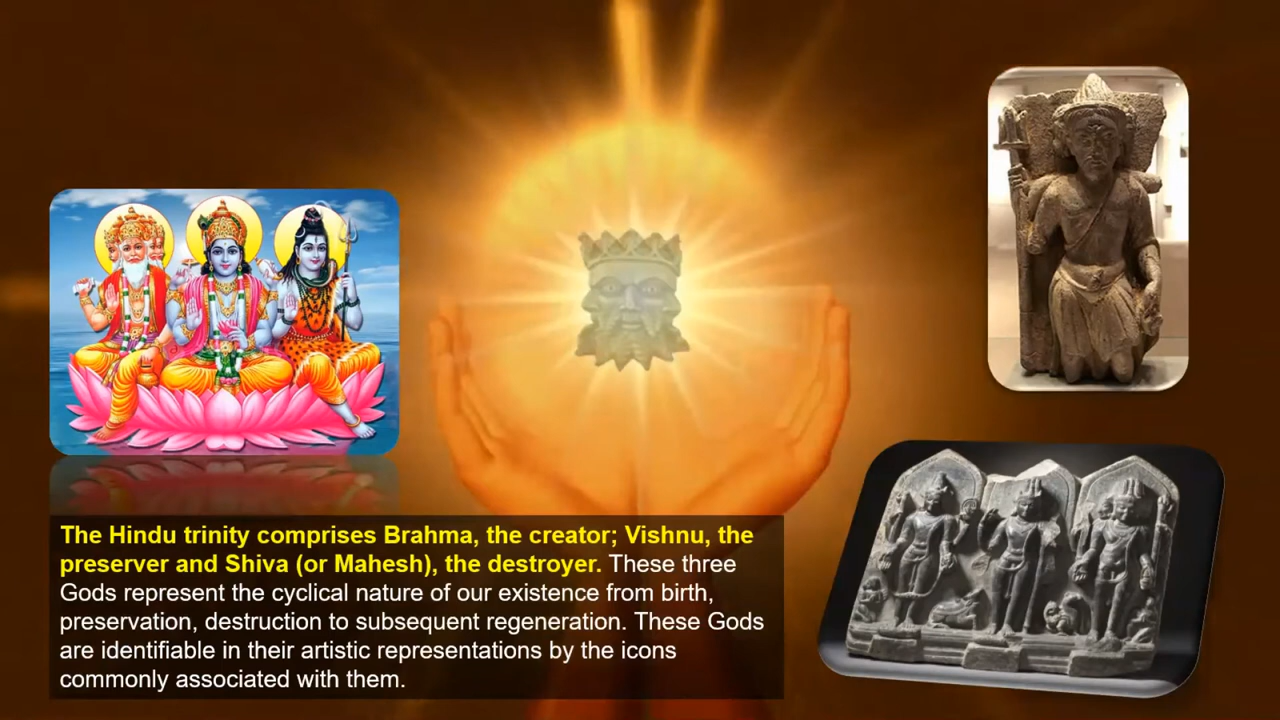 The Hindu trinity comprises Brahma, the creator; Vishnu, the
preserver and Shiva (or Mahesh), the destroyer. These three
Gods represent the cyclical nature of our existence from birth,
preservation, destruction to subsequent regeneration. These Gods
are identifiable in their artistic representations by the icons
commonly associated with them.